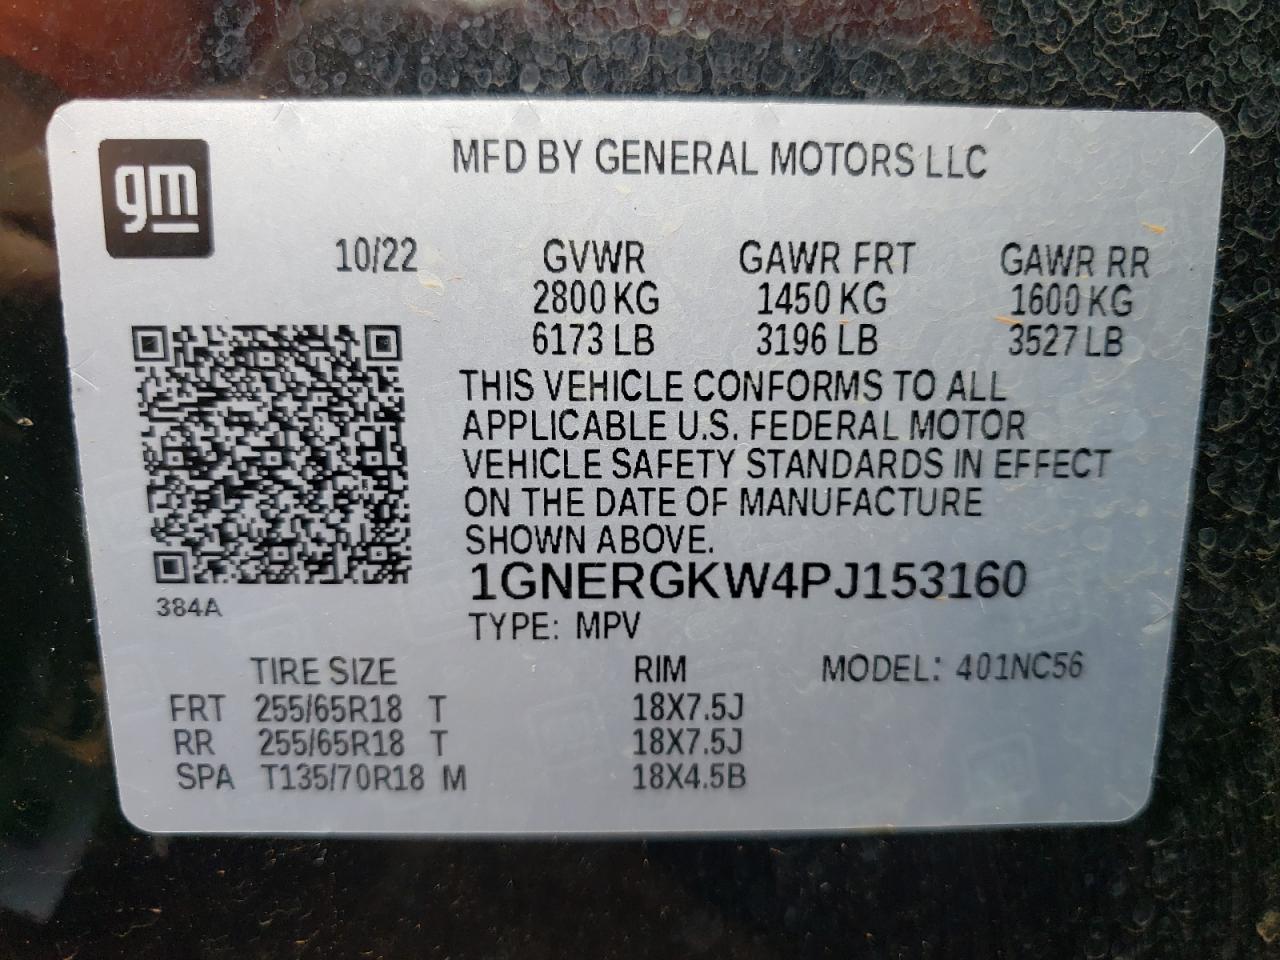 gm
MFD BY GENERAL MOTORS LLC
10/22 GVWR GAWR FRT GAWR RR
2800 KG 1450 KG 1600 KG
6173 LB 3196 LB 3527 LB
THIS VEHICLE CONFORMS TO ALL
APPLICABLE U.S. FEDERAL MOTOR
VEHICLE SAFETY STANDARDS IN EFFECT
ON THE DATE OF MANUFACTURE
SHOWN ABOVE.
1GNERGKW4PJ153160
384A
TYPE: MPV
TIRE SIZE RIM MODEL: 401NC56
FRT 255/65R18 T 18X7.5J
RR 255/65R18 T 18X7.5J
SPA T135/70R18 M 18X4.5B